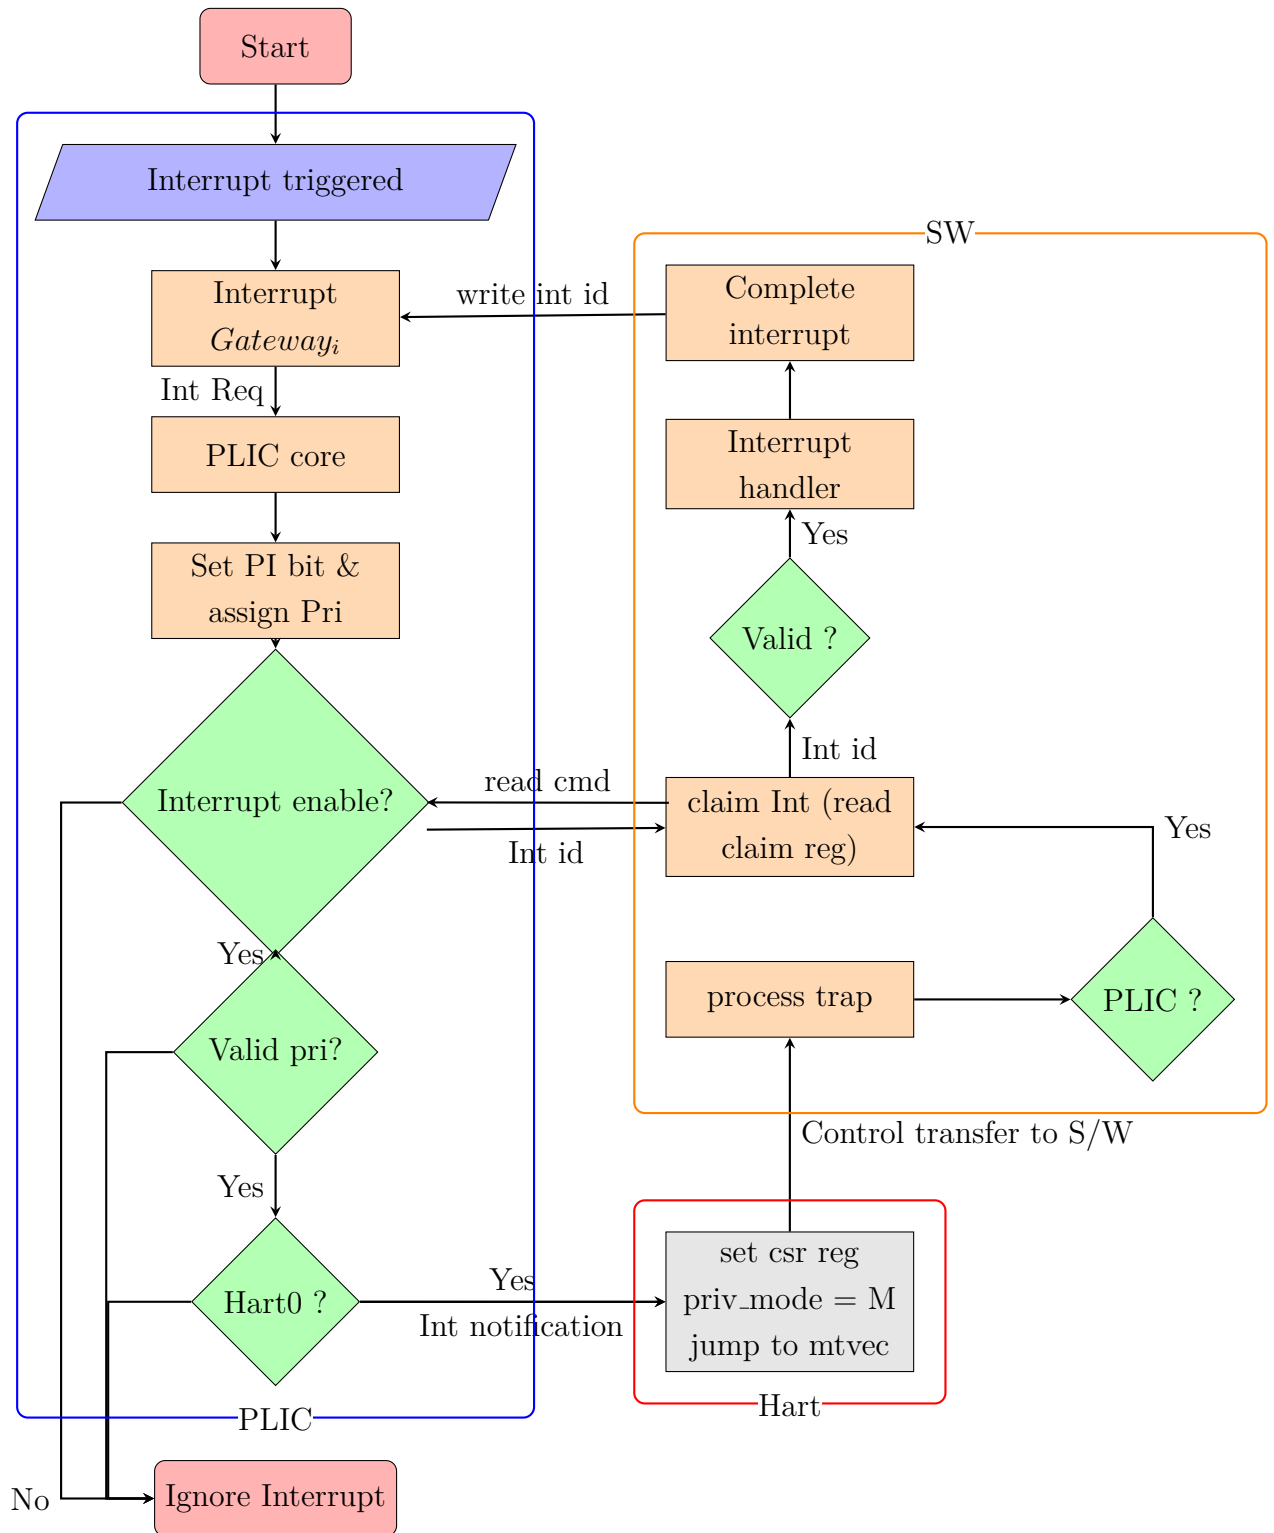 Start
Interrupt triggered
Interrupt
Gatewayᵢ
Int Req
PLIC core
Set PI bit &
assign Pri
Interrupt enable?
Yes
Valid pri?
Yes
Hart0 ?
PLIC
No
Ignore Interrupt
write int id
read cmd
Int id
Yes
Int notification
SW
Complete
interrupt
Interrupt
handler
Yes
Valid ?
Int id
claim Int (read
claim reg)
Yes
process trap
PLIC ?
Control transfer to S/W
set csr reg
priv_mode = M
jump to mtvec
Hart